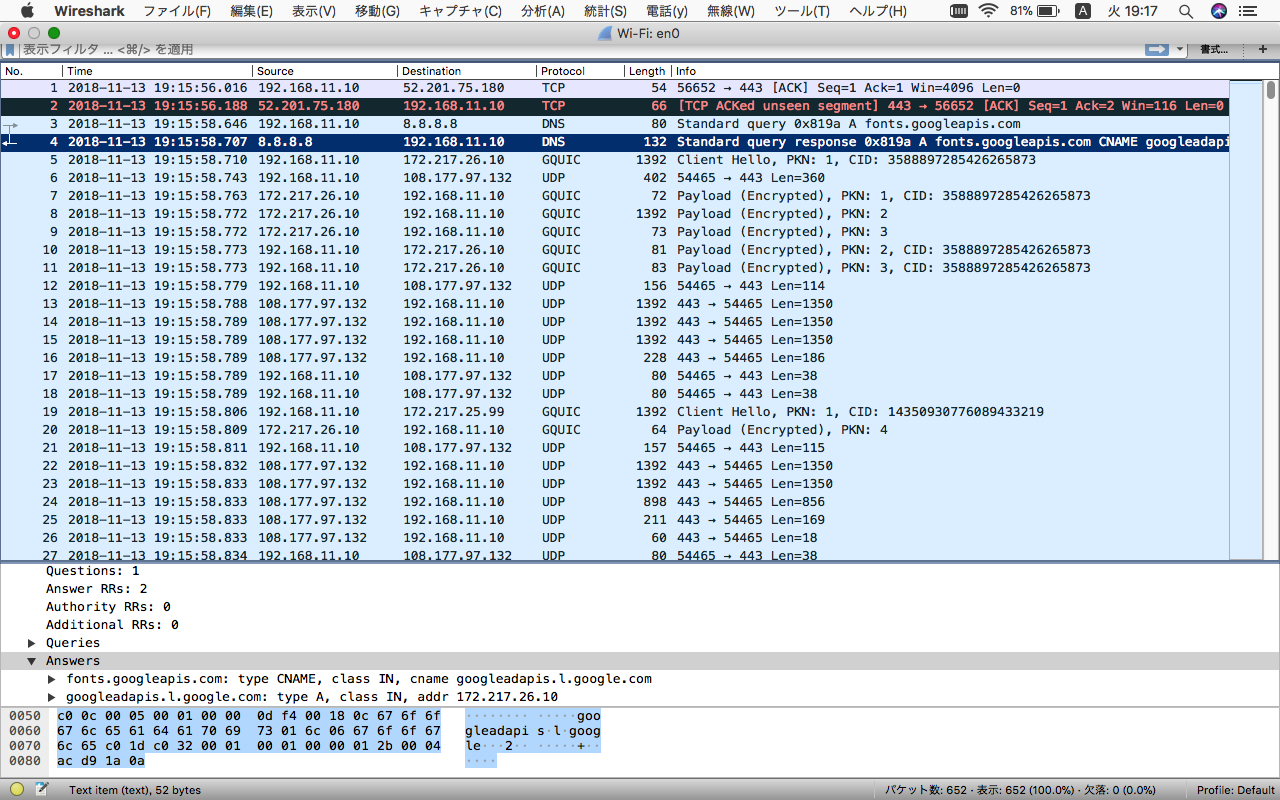 Wireshark ファイル(F) 編集(E) 表示(V) 移動(G) キャプチャ(C) 分析(A) 統計(S) 電話(y) 無線(W) ツール(T) ヘルプ(H) 81% A 火 19:17
Wi-Fi: en0
表示フィルタ ... <⌘/> を適用 書式... +
No. Time Source Destination Protocol Length Info
1 2018-11-13 19:15:56.016 192.168.11.10 52.201.75.180 TCP 54 56652 → 443 [ACK] Seq=1 Ack=1 Win=4096 Len=0
2 2018-11-13 19:15:56.188 52.201.75.180 192.168.11.10 TCP 66 [TCP ACKed unseen segment] 443 → 56652 [ACK] Seq=1 Ack=2 Win=116 Len=0
3 2018-11-13 19:15:58.646 192.168.11.10 8.8.8.8 DNS 80 Standard query 0x819a A fonts.googleapis.com
4 2018-11-13 19:15:58.707 8.8.8.8 192.168.11.10 DNS 132 Standard query response 0x819a A fonts.googleapis.com CNAME googleadapi
5 2018-11-13 19:15:58.710 192.168.11.10 172.217.26.10 GQUIC 1392 Client Hello, PKN: 1, CID: 3588897285426265873
6 2018-11-13 19:15:58.743 192.168.11.10 108.177.97.132 UDP 402 54465 → 443 Len=360
7 2018-11-13 19:15:58.763 172.217.26.10 192.168.11.10 GQUIC 72 Payload (Encrypted), PKN: 1, CID: 3588897285426265873
8 2018-11-13 19:15:58.772 172.217.26.10 192.168.11.10 GQUIC 1392 Payload (Encrypted), PKN: 2
9 2018-11-13 19:15:58.772 172.217.26.10 192.168.11.10 GQUIC 73 Payload (Encrypted), PKN: 3
10 2018-11-13 19:15:58.773 192.168.11.10 172.217.26.10 GQUIC 81 Payload (Encrypted), PKN: 2, CID: 3588897285426265873
11 2018-11-13 19:15:58.773 192.168.11.10 172.217.26.10 GQUIC 83 Payload (Encrypted), PKN: 3, CID: 3588897285426265873
12 2018-11-13 19:15:58.779 192.168.11.10 108.177.97.132 UDP 156 54465 → 443 Len=114
13 2018-11-13 19:15:58.788 108.177.97.132 192.168.11.10 UDP 1392 443 → 54465 Len=1350
14 2018-11-13 19:15:58.789 108.177.97.132 192.168.11.10 UDP 1392 443 → 54465 Len=1350
15 2018-11-13 19:15:58.789 108.177.97.132 192.168.11.10 UDP 1392 443 → 54465 Len=1350
16 2018-11-13 19:15:58.789 108.177.97.132 192.168.11.10 UDP 228 443 → 54465 Len=186
17 2018-11-13 19:15:58.789 192.168.11.10 108.177.97.132 UDP 80 54465 → 443 Len=38
18 2018-11-13 19:15:58.789 192.168.11.10 108.177.97.132 UDP 80 54465 → 443 Len=38
19 2018-11-13 19:15:58.806 192.168.11.10 172.217.25.99 GQUIC 1392 Client Hello, PKN: 1, CID: 14350930776089433219
20 2018-11-13 19:15:58.809 172.217.26.10 192.168.11.10 GQUIC 64 Payload (Encrypted), PKN: 4
21 2018-11-13 19:15:58.811 192.168.11.10 108.177.97.132 UDP 157 54465 → 443 Len=115
22 2018-11-13 19:15:58.832 108.177.97.132 192.168.11.10 UDP 1392 443 → 54465 Len=1350
23 2018-11-13 19:15:58.833 108.177.97.132 192.168.11.10 UDP 1392 443 → 54465 Len=1350
24 2018-11-13 19:15:58.833 108.177.97.132 192.168.11.10 UDP 898 443 → 54465 Len=856
25 2018-11-13 19:15:58.833 108.177.97.132 192.168.11.10 UDP 211 443 → 54465 Len=169
26 2018-11-13 19:15:58.833 108.177.97.132 192.168.11.10 UDP 60 443 → 54465 Len=18
27 2018-11-13 19:15:58.834 192.168.11.10 108.177.97.132 UDP 80 54465 → 443 Len=38
Questions: 1
Answer RRs: 2
Authority RRs: 0
Additional RRs: 0
Queries
Answers
fonts.googleapis.com: type CNAME, class IN, cname googleadapis.l.google.com
googleadapis.l.google.com: type A, class IN, addr 172.217.26.10
0050 c0 0c 00 05 00 01 00 00 0d f4 00 18 0c 67 6f 6f ········ ·····goo
0060 67 6c 65 61 64 61 70 69 73 01 6c 06 67 6f 6f 67 gleadapi s·l·goog
0070 6c 65 c0 1d c0 32 00 01 00 01 00 00 01 2b 00 04 le···2·· ·····+··
0080 ac d9 1a 0a ····
Text item (text), 52 bytes パケット数: 652 · 表示: 652 (100.0%) · 欠落: 0 (0.0%) Profile: Default